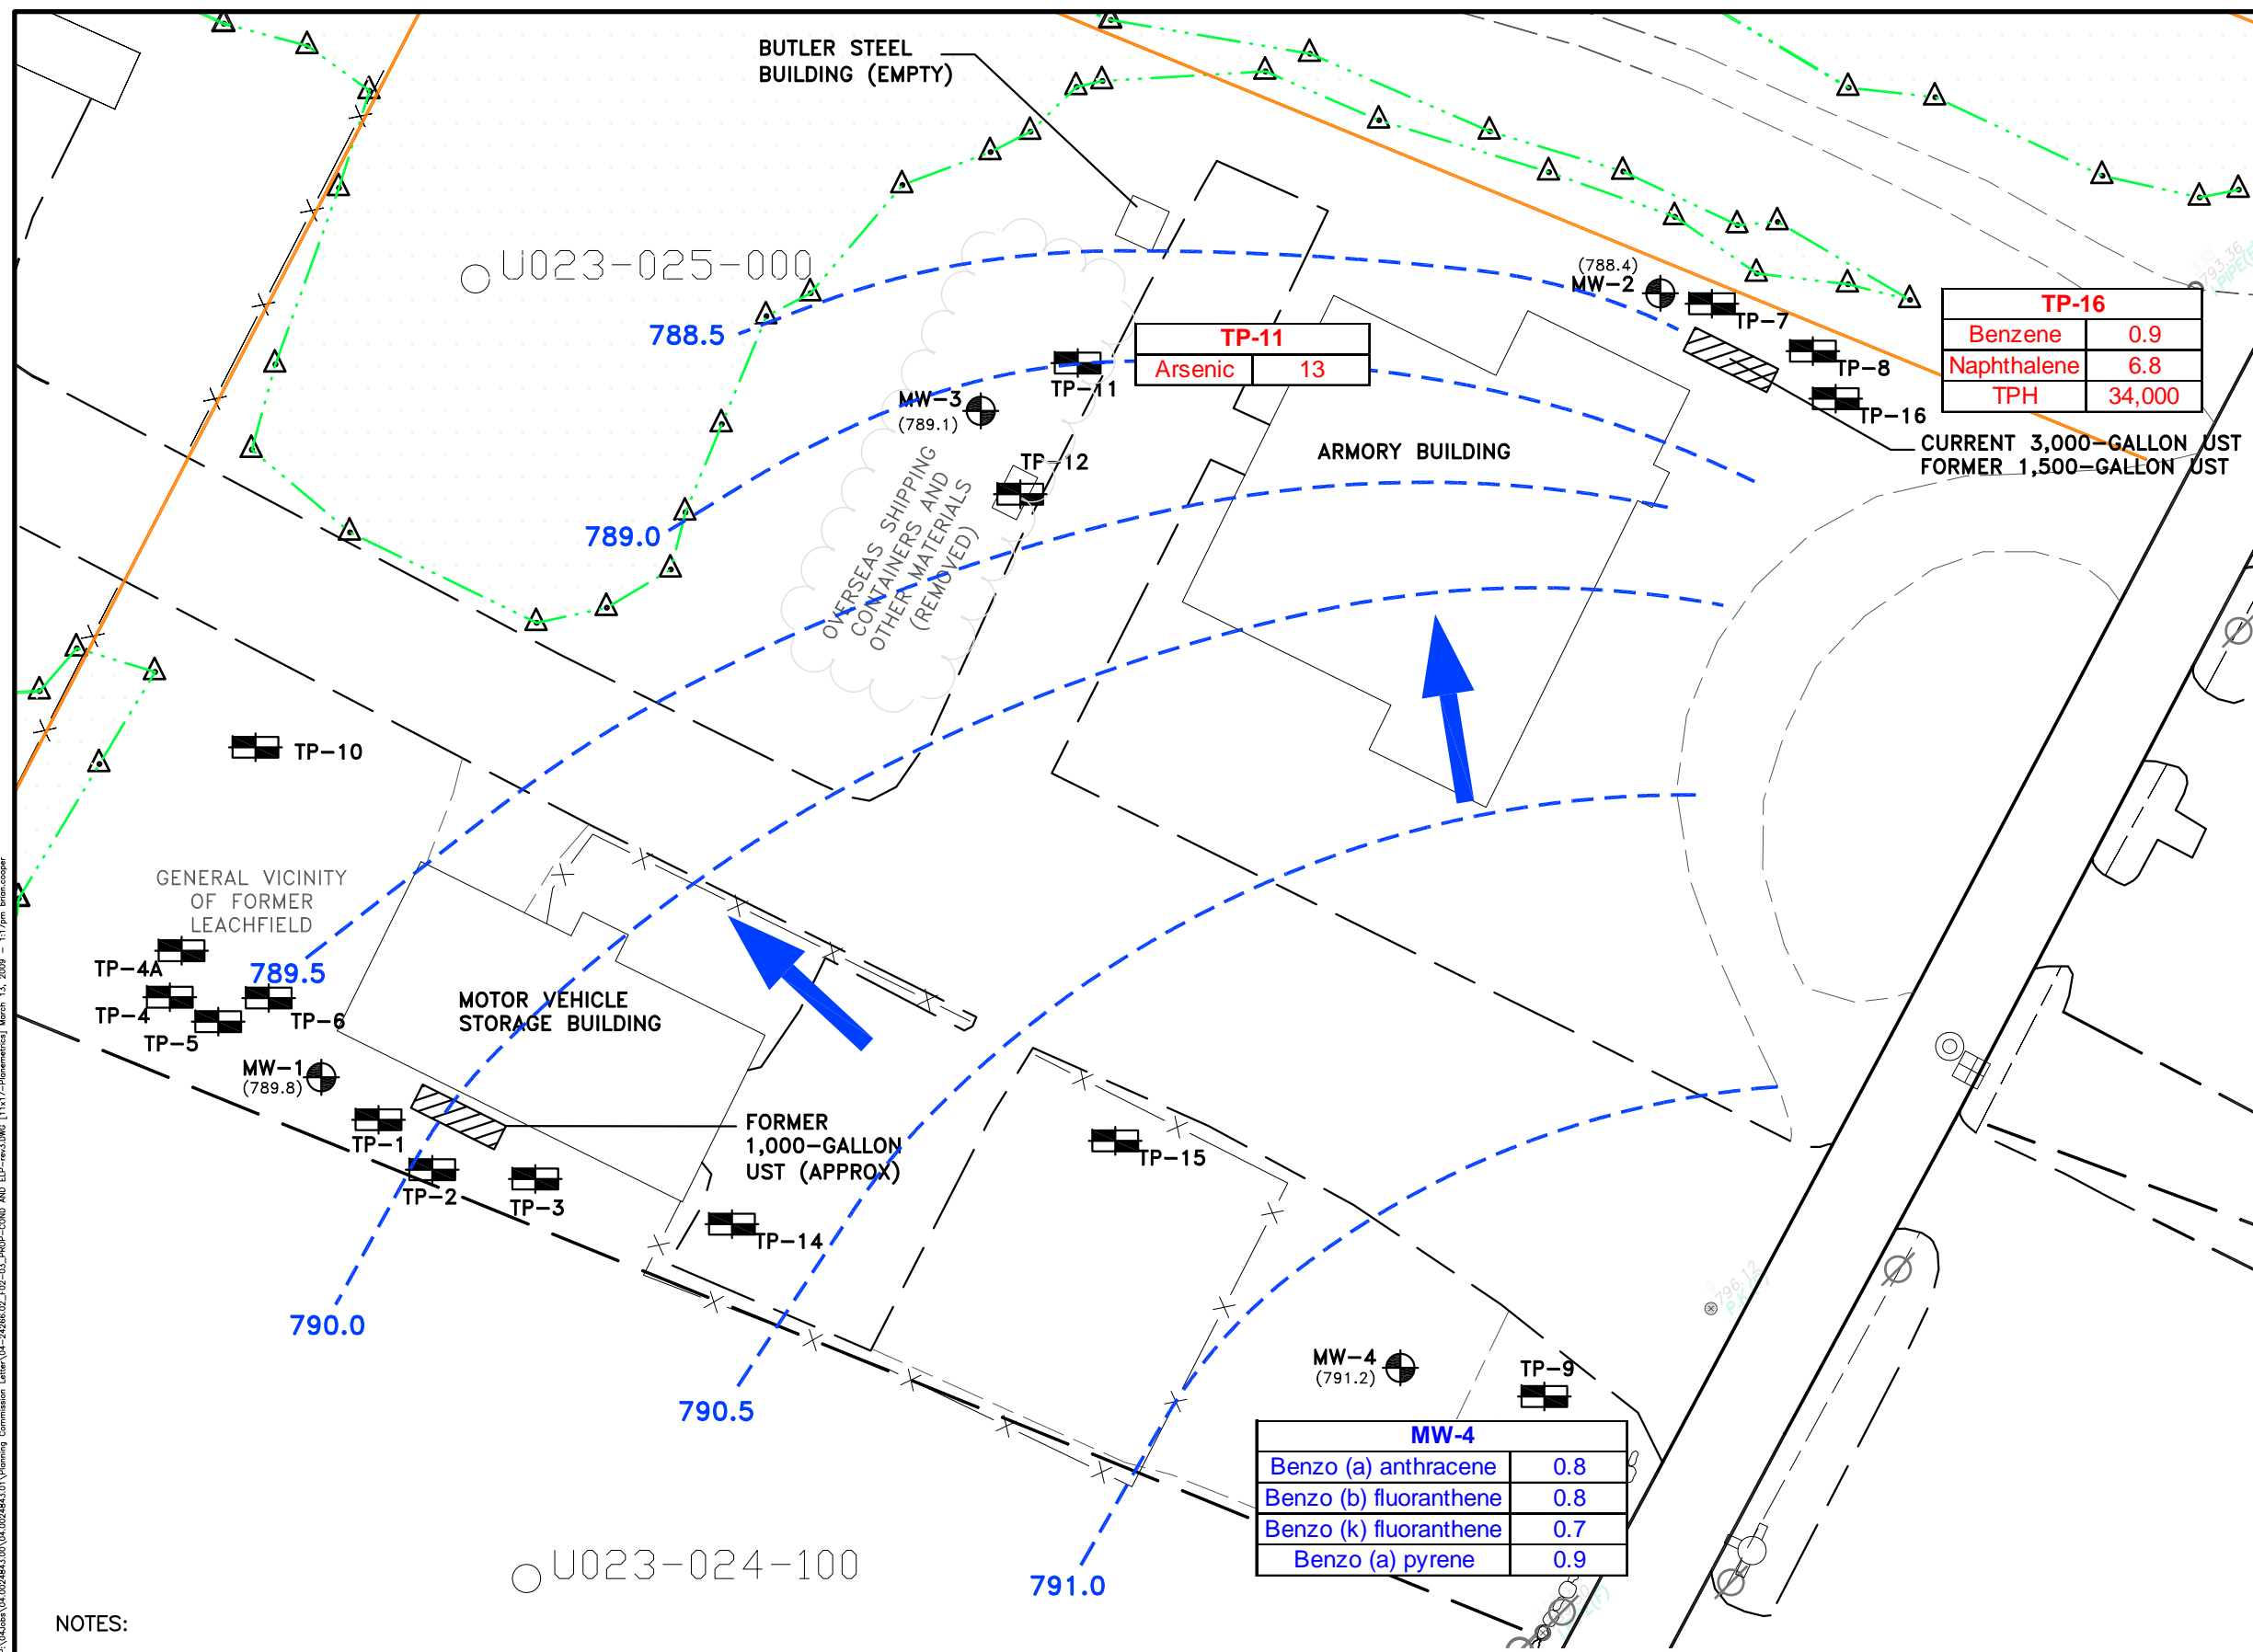 BUTLER STEEL
BUILDING (EMPTY)
U023-025-000
788.5
(788.4)
MW-2
TP-7
TP-8
TP-16
793.36
TP-16
Benzene 0.9
Naphthalene 6.8
TPH 34,000
TP-11
Arsenic 13
TP-11
MW-3
(789.1)
TP-12
ARMORY BUILDING
CURRENT 3,000-GALLON UST
FORMER 1,500-GALLON UST
789.0
OVERSEAS SHIPPING
CONTAINERS AND
OTHER MATERIALS
(REMOVED)
TP-10
GENERAL VICINITY
OF FORMER
LEACHFIELD
TP-4A
789.5
TP-4
TP-6
TP-5
MOTOR VEHICLE
STORAGE BUILDING
MW-1
(789.8)
TP-1
TP-2
TP-3
FORMER
1,000-GALLON
UST (APPROX)
TP-14
TP-15
790.0
790.5
796.12
MW-4
(791.2)
TP-9
MW-4
Benzo (a) anthracene 0.8
Benzo (b) fluoranthene 0.8
Benzo (k) fluoranthene 0.7
Benzo (a) pyrene 0.9
U023-024-100
791.0
NOTES: